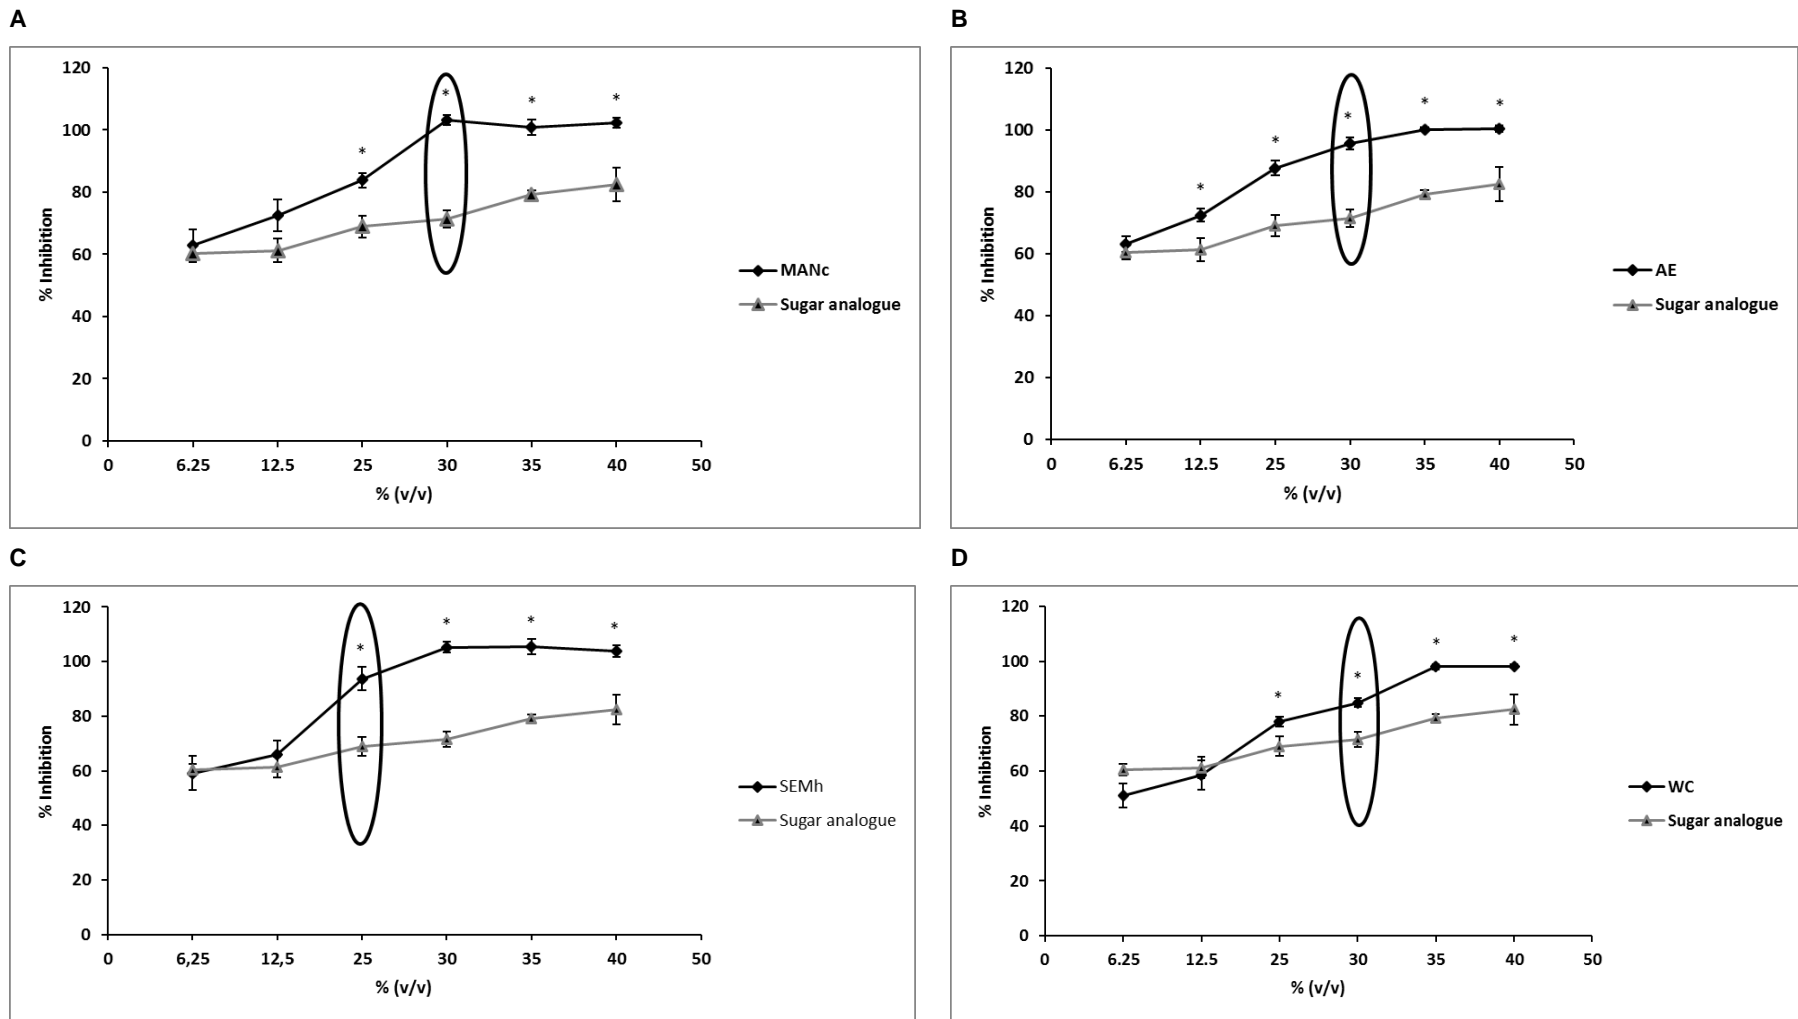 A
120
100
80
60
40
20
0
% Inhibition
* * * *
0 6.25 12.5 25 30 35 40 50
% (v/v)
MANc
Sugar analogue
B
120
100
80
60
40
20
0
% Inhibition
* * * * *
0 6.25 12.5 25 30 35 40 50
% (v/v)
AE
Sugar analogue
C
120
100
80
60
40
20
0
% Inhibition
* * * *
0 6,25 12,5 25 30 35 40 50
% (v/v)
SEMh
Sugar analogue
D
120
100
80
60
40
20
0
% Inhibition
* * * *
0 6.25 12.5 25 30 35 40 50
% (v/v)
WC
Sugar analogue